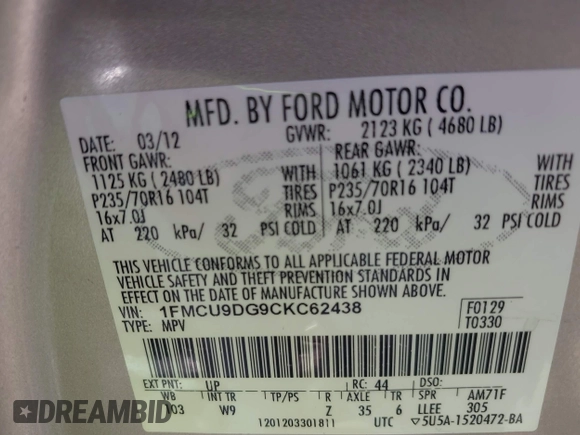 MFD. BY FORD MOTOR CO.
DATE: 03/12 GVWR: 2123 KG ( 4680 LB)
FRONT GAWR: REAR GAWR:
1125 KG ( 2480 LB) WITH 1061 KG ( 2340 LB) WITH
P235/70R16 104T TIRES P235/70R16 104T TIRES
16x7.0J RIMS 16x7.0J RIMS
AT 220 kPa/ 32 PSI COLD AT 220 kPa/ 32 PSI COLD
THIS VEHICLE CONFORMS TO ALL APPLICABLE FEDERAL MOTOR
VEHICLE SAFETY AND THEFT PREVENTION STANDARDS IN
EFFECT ON THE DATE OF MANUFACTURE SHOWN ABOVE.
VIN: 1FMCU9DG9CKC62438 F0129
TYPE: MPV T0330
EXT PNT: UP RC: 44 DSO:
WB INT TR TP/PS R AXLE TR SPR AM71F
103 W9 Z 35 6 LLEE 305
1201203301811 UTC 5U5A-1520472-BA
DREAMBID DREAMBID